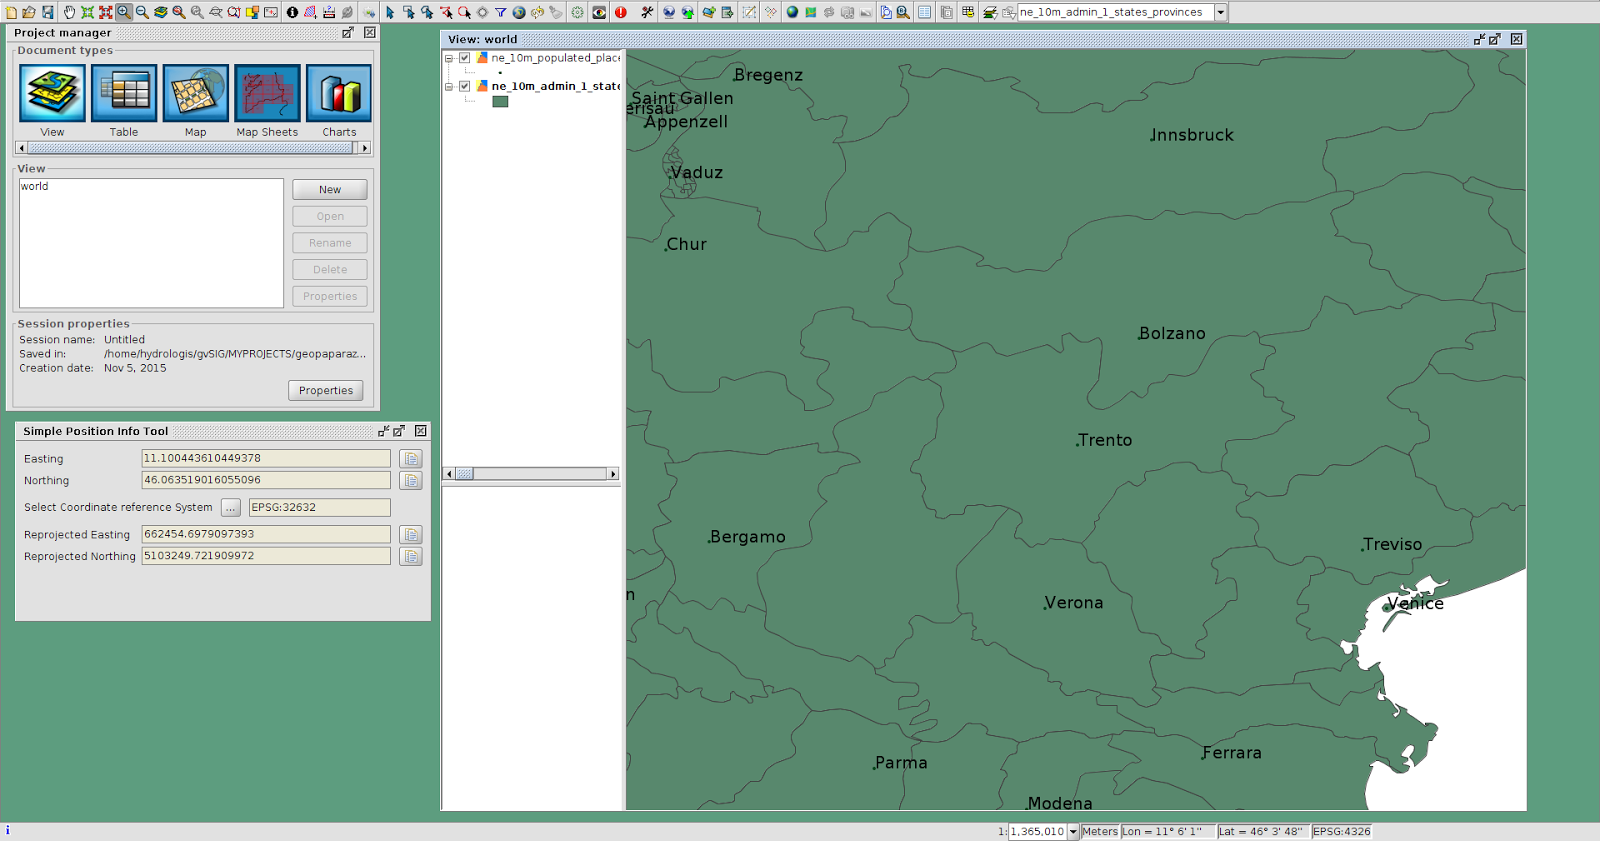 ne_10m_admin_1_states_provinces
Project manager
Document types
View
Table
Map
Map Sheets
Charts
View
world
New
Open
Rename
Delete
Properties
Session properties
Session name: Untitled
Saved in: /home/hydrologis/gvSIG/MYPROJECTS/geopaparaz...
Creation date: Nov 5, 2015
Properties
Simple Position Info Tool
Easting 11.100443610449378
Northing 46.063519016055096
Select Coordinate reference System ... EPSG:32632
Reprojected Easting 662454.6979097393
Reprojected Northing 5103249.721909972
View: world
ne_10m_populated_place
ne_10m_admin_1_state
Bregenz
Saint Gallen
erisau
Appenzell
Innsbruck
Vaduz
Chur
Bolzano
Trento
Bergamo
Treviso
n
Verona
Venice
Parma
Ferrara
Modena
1: 1,365,010 Meters Lon = 11° 6' 1" Lat = 46° 3' 48" EPSG:4326